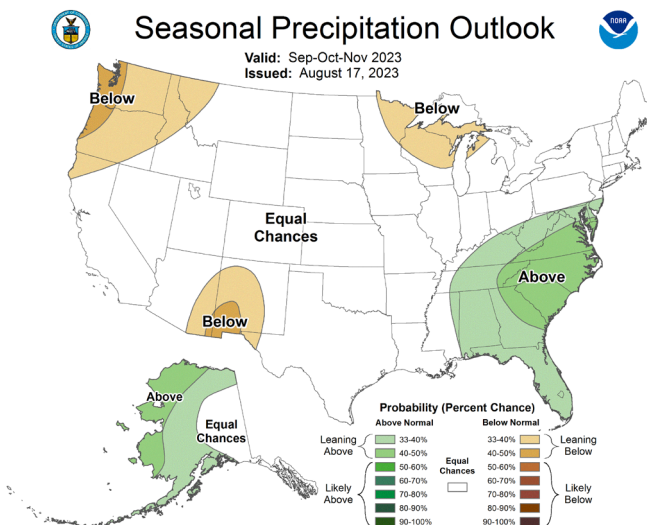 Seasonal Precipitation Outlook
NOAA
Valid: Sep-Oct-Nov 2023
Issued: August 17, 2023
Below
Below
Equal
Chances
Above
Below
Above
Equal
Chances
Probability (Percent Chance)
Above Normal
Below Normal
Leaning
Above
33-40%
40-50%
Likely
Above
50-60%
60-70%
70-80%
80-90%
90-100%
Equal
Chances
33-40%
40-50%
Leaning
Below
50-60%
60-70%
70-80%
80-90%
90-100%
Likely
Below